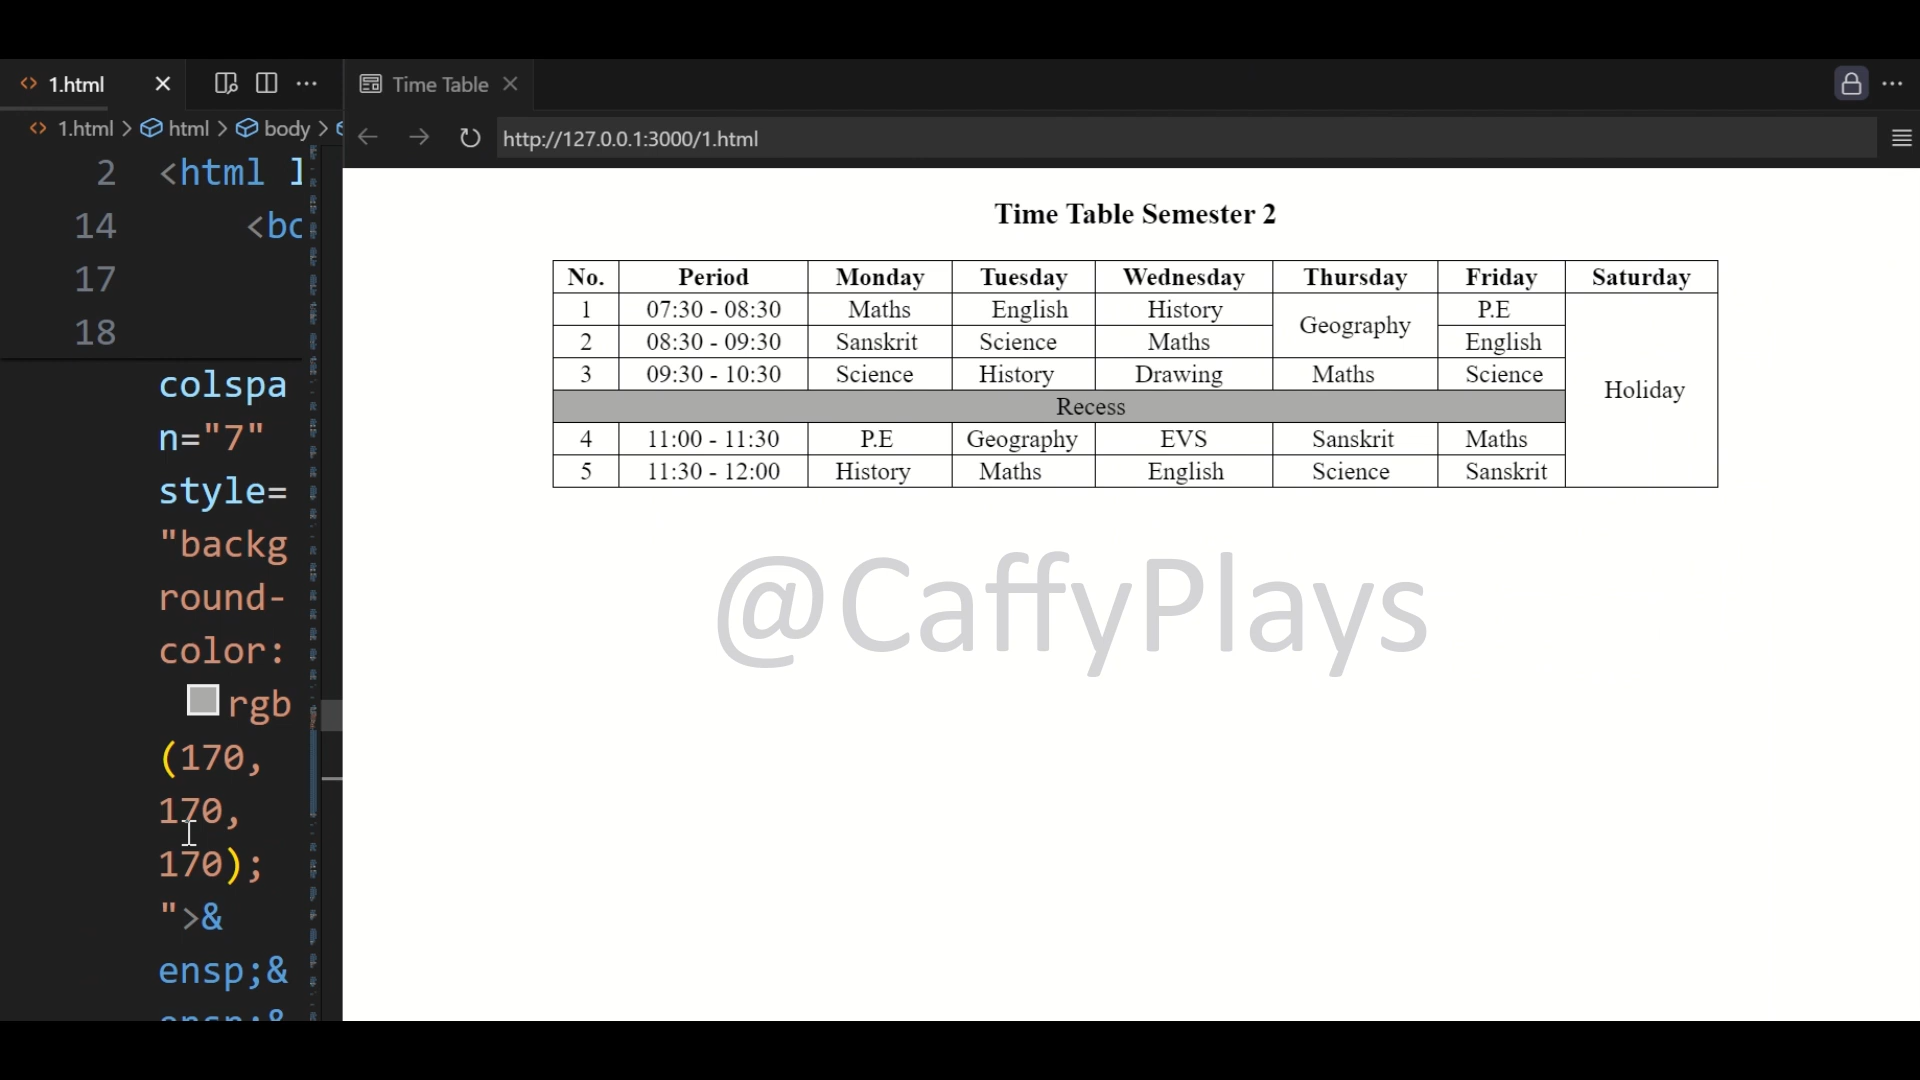 1.html
Time Table
1.html > html > body >
http://127.0.0.1:3000/1.html
2 <html l
14 <bo
17
18
colspa
n="7"
style=
"backg
round-
color:
rgb
(170,
170,
170);
">&
ensp;&
ensp;&
Time Table Semester 2
No. Period Monday Tuesday Wednesday Thursday Friday Saturday
1 07:30 - 08:30 Maths English History Geography P.E Holiday
2 08:30 - 09:30 Sanskrit Science Maths English
3 09:30 - 10:30 Science History Drawing Maths Science
Recess
4 11:00 - 11:30 P.E Geography EVS Sanskrit Maths
5 11:30 - 12:00 History Maths English Science Sanskrit
@CaffyPlays